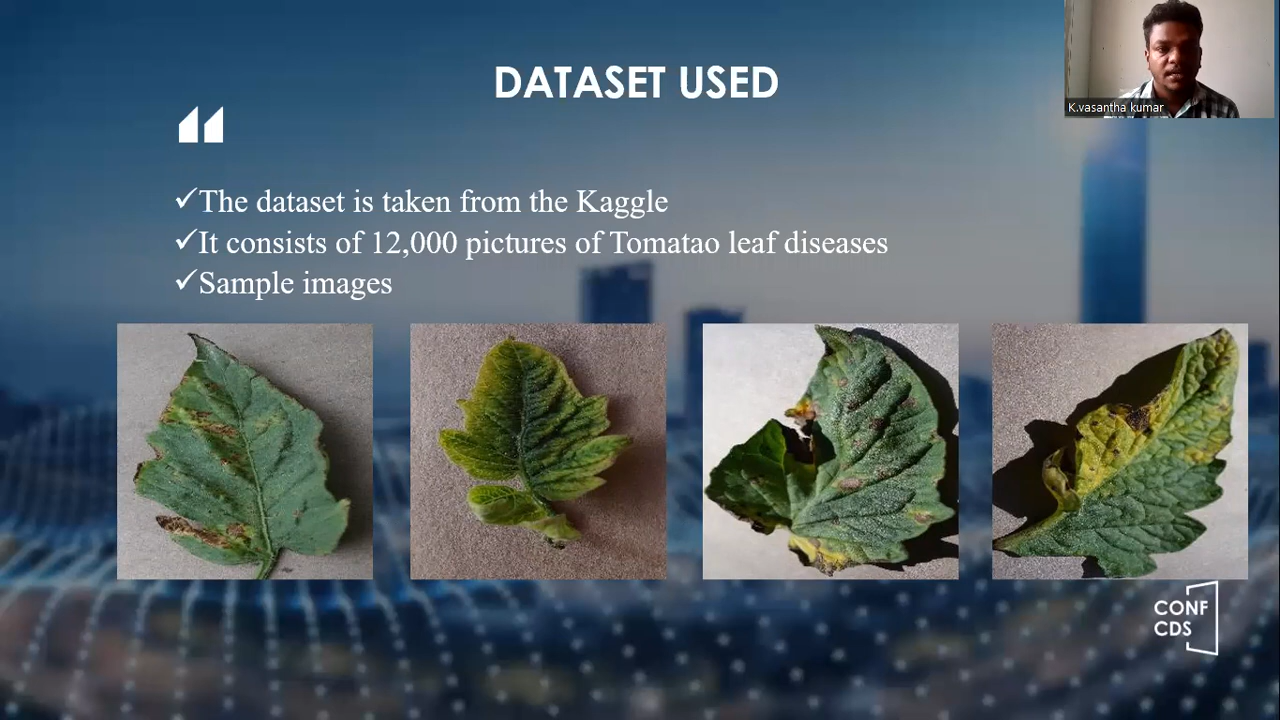 DATASET USED
K.vasantha kumar
✓The dataset is taken from the Kaggle
✓It consists of 12,000 pictures of Tomatao leaf diseases
✓Sample images
CONF
CDS